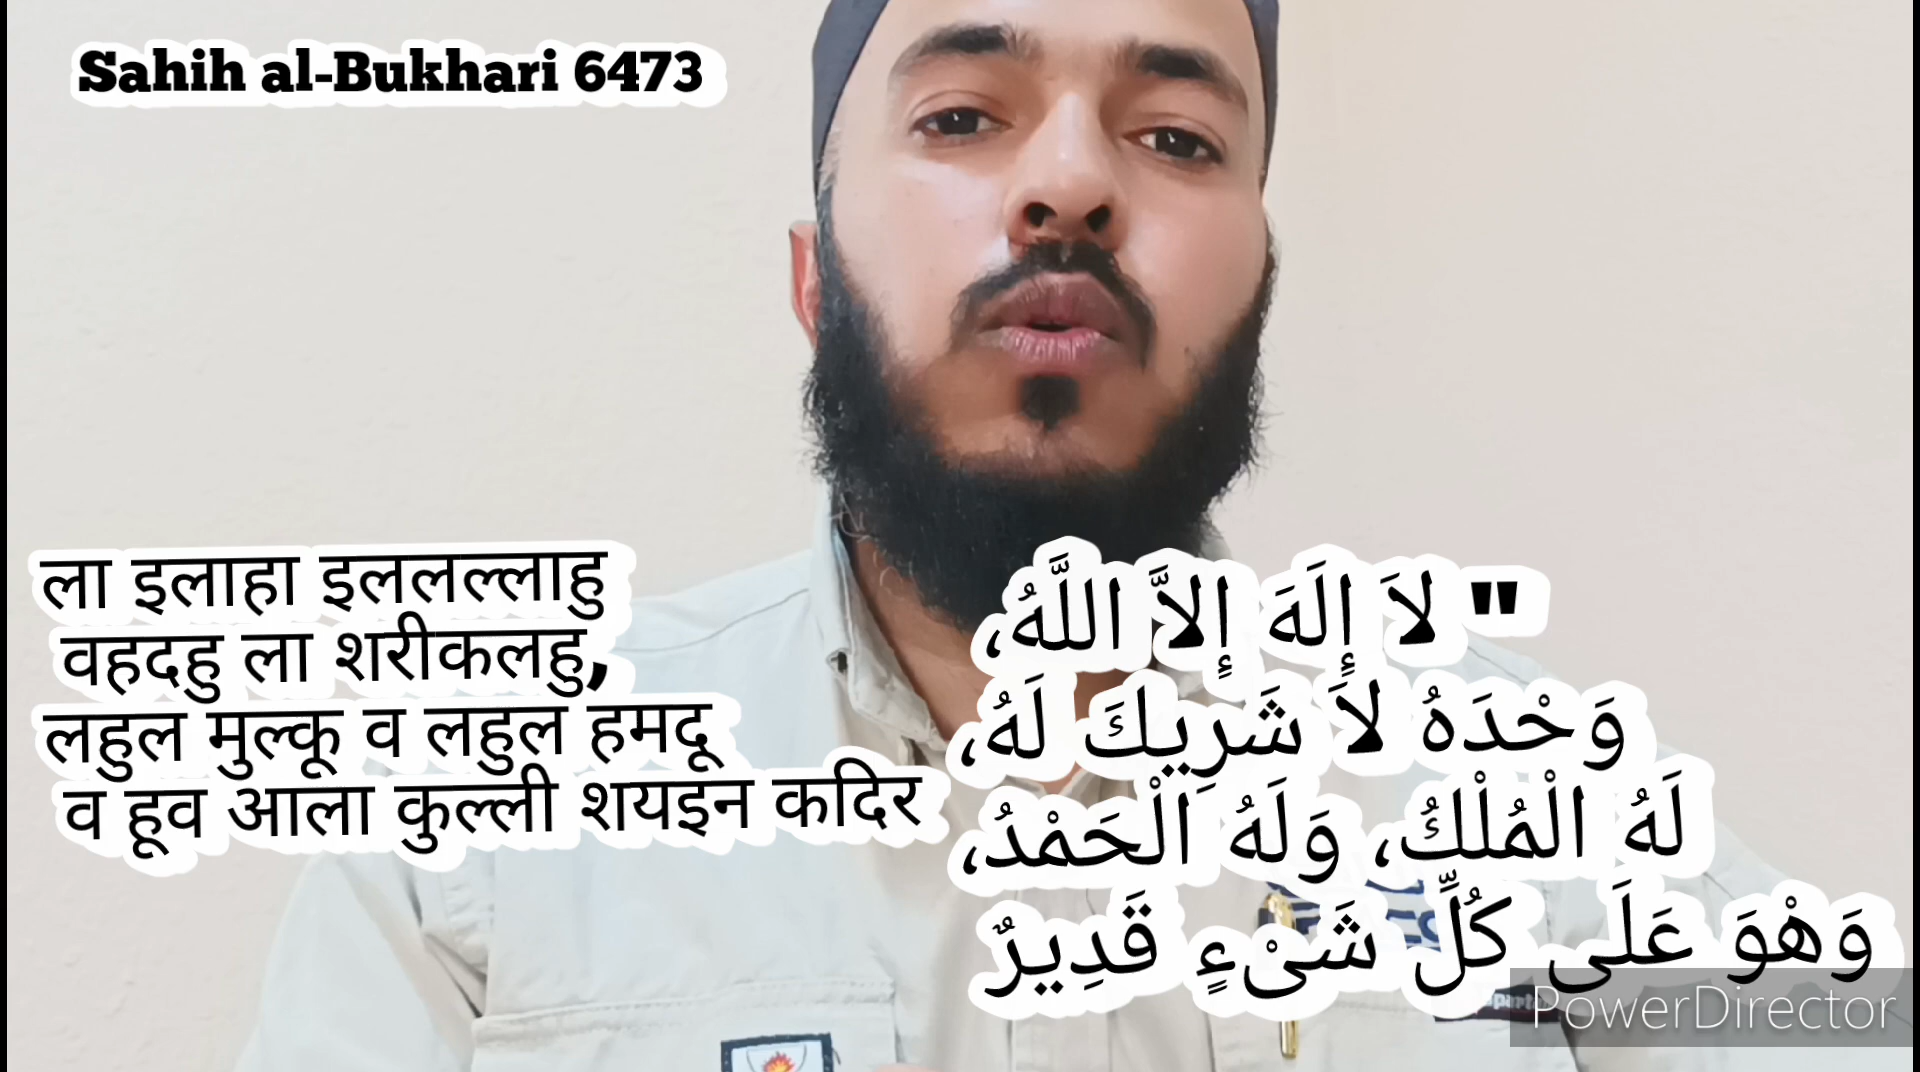 Sahih al-Bukhari 6473
ला इलाहा इललल्लाहु
वहदहु ला शरीकलहु,
लहुल मुल्कू व लहुल हमदू
व हूव आला कुल्ली शयइन कदिर
" لاَ إِلَهَ إِلاَّ اللَّهُ،
وَحْدَهُ لاَ شَرِيكَ لَهُ،
لَهُ الْمُلْكُ، وَلَهُ الْحَمْدُ،
وَهْوَ عَلَى كُلِّ شَىْءٍ قَدِيرٌ
PowerDirector